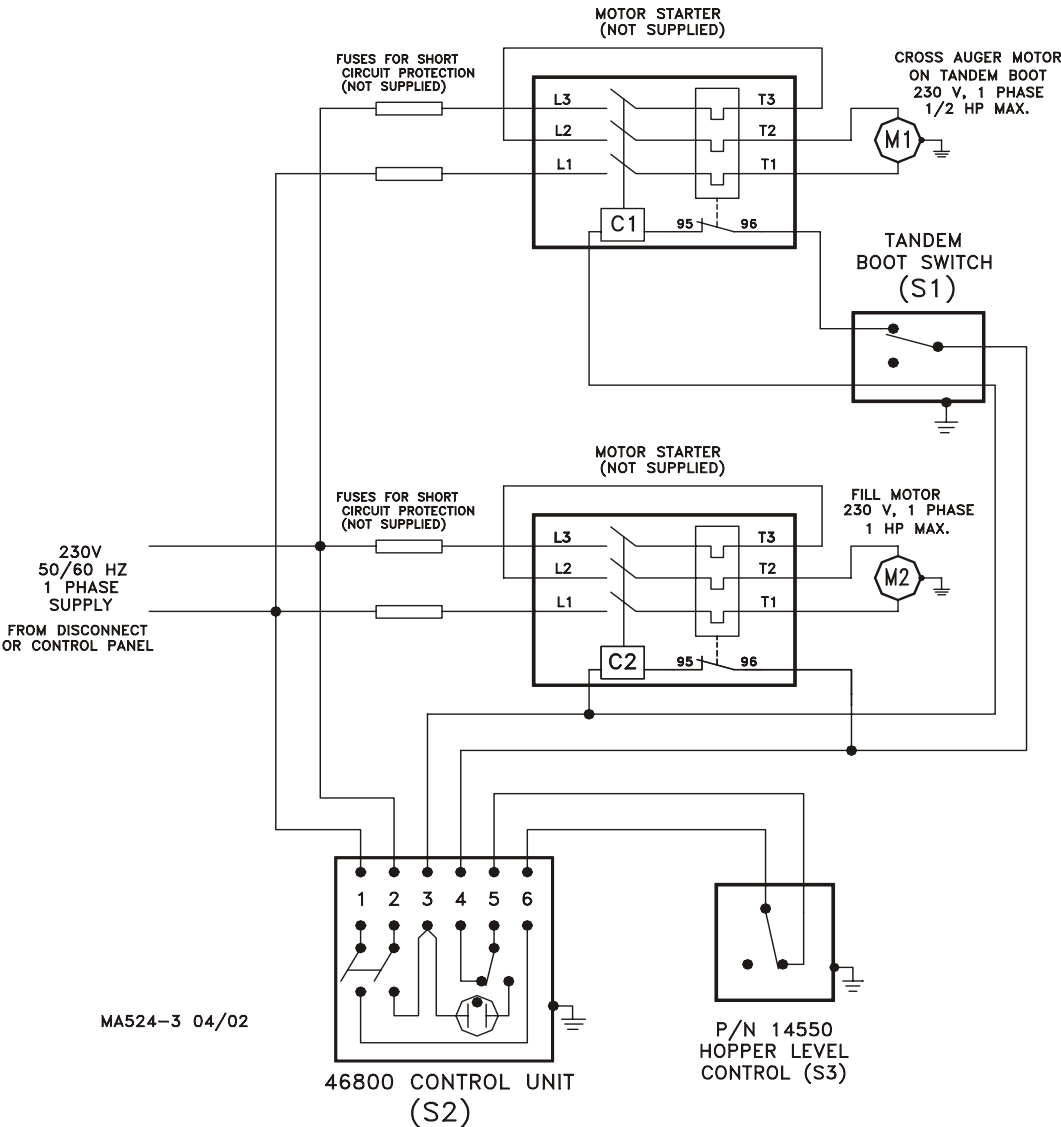 MOTOR STARTER
(NOT SUPPLIED)
FUSES FOR SHORT
CIRCUIT PROTECTION
(NOT SUPPLIED)
CROSS AUGER MOTOR
ON TANDEM BOOT
230 V, 1 PHASE
1/2 HP MAX.
L3
T3
L2
T2
M1
L1
T1
C1
95
96
TANDEM
BOOT SWITCH
(S1)
MOTOR STARTER
(NOT SUPPLIED)
FUSES FOR SHORT
CIRCUIT PROTECTION
(NOT SUPPLIED)
FILL MOTOR
230 V, 1 PHASE
1 HP MAX.
L3
T3
L2
T2
M2
L1
T1
C2
95
96
230V
50/60 HZ
1 PHASE
SUPPLY
FROM DISCONNECT
OR CONTROL PANEL
1 2 3 4 5 6
MA524-3 04/02
46800 CONTROL UNIT
(S2)
P/N 14550
HOPPER LEVEL
CONTROL (S3)